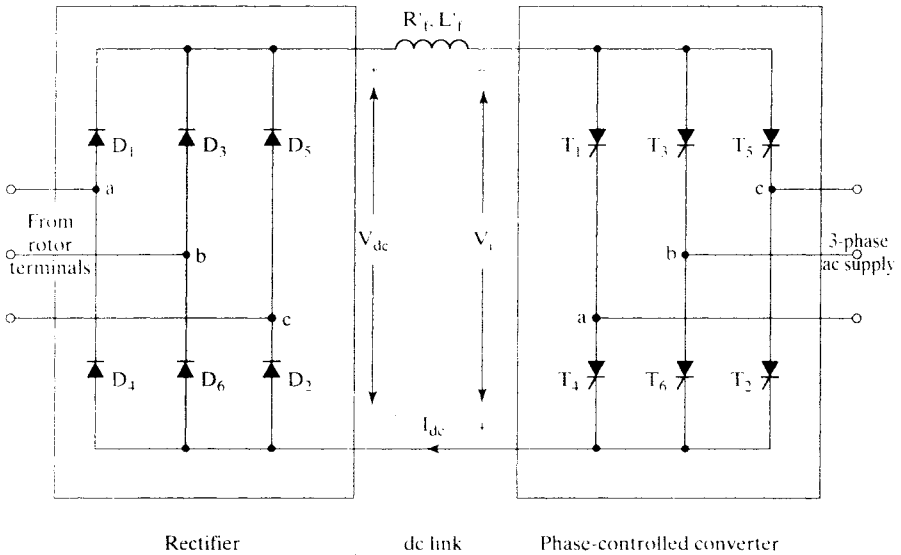 R'f, L'f
D1 D3 D5
T1 T3 T5
a
c
From
rotor
terminals
b
Vdc
Vi
b
3-phase
ac supply
c
a
D4 D6 D2
T4 T6 T2
Idc
Rectifier
dc link
Phase-controlled converter